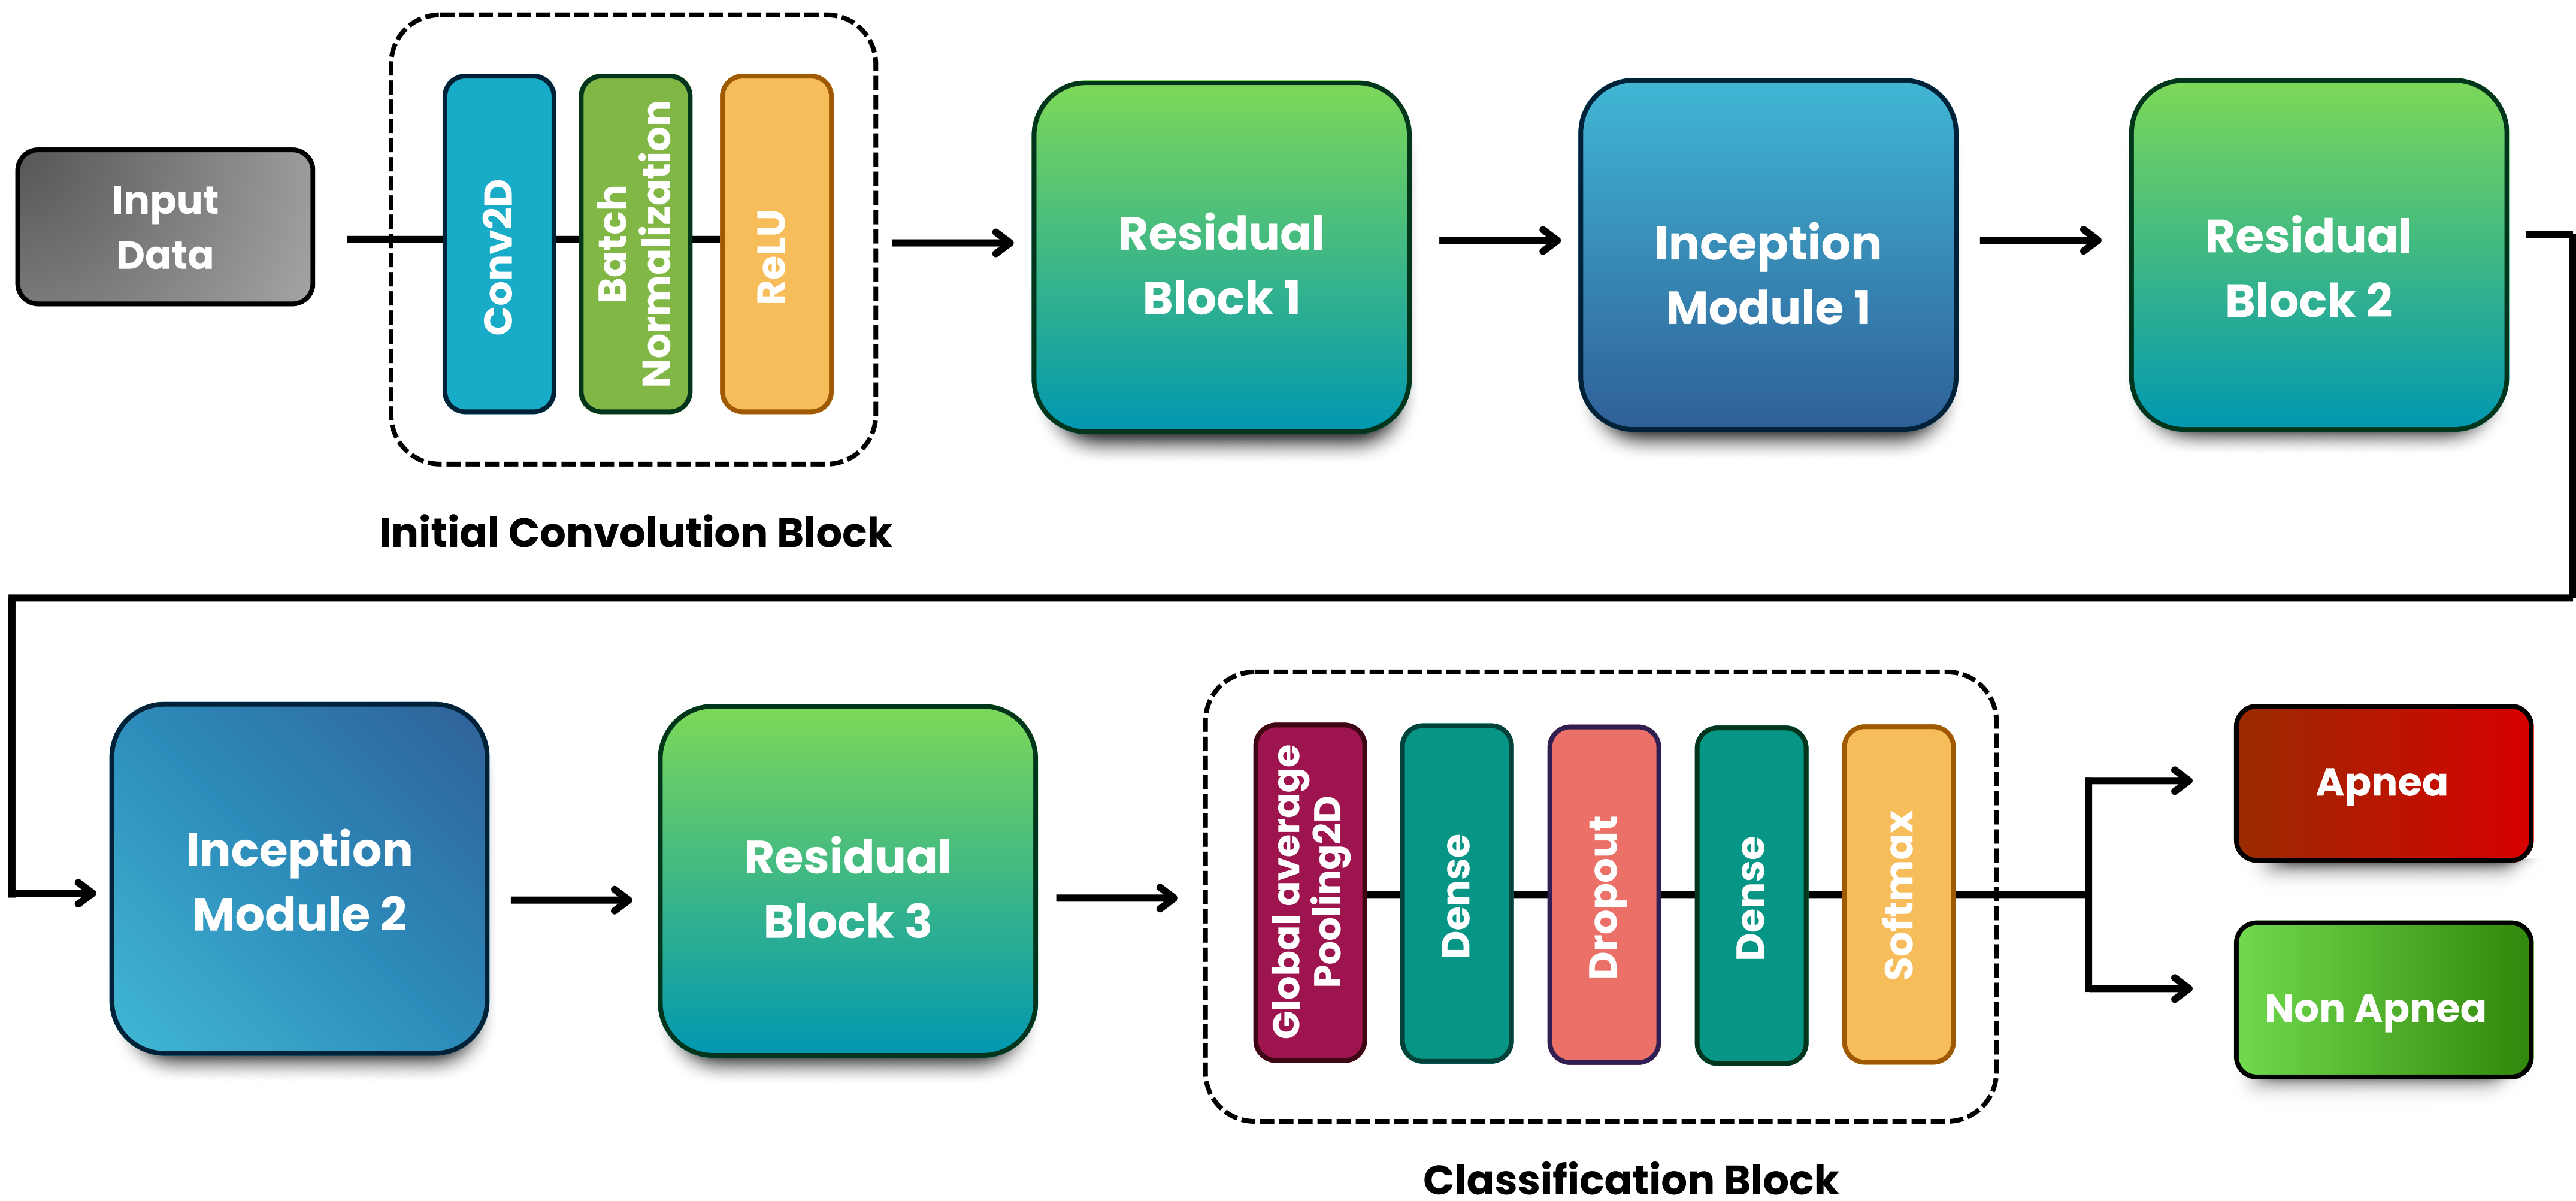 Input
Data
Conv2D
Batch
Normalization
ReLU
Initial Convolution Block
Residual
Block 1
Inception
Module 1
Residual
Block 2
Inception
Module 2
Residual
Block 3
Global average
Pooling2D
Dense
Dropout
Dense
Softmax
Classification Block
Apnea
Non Apnea